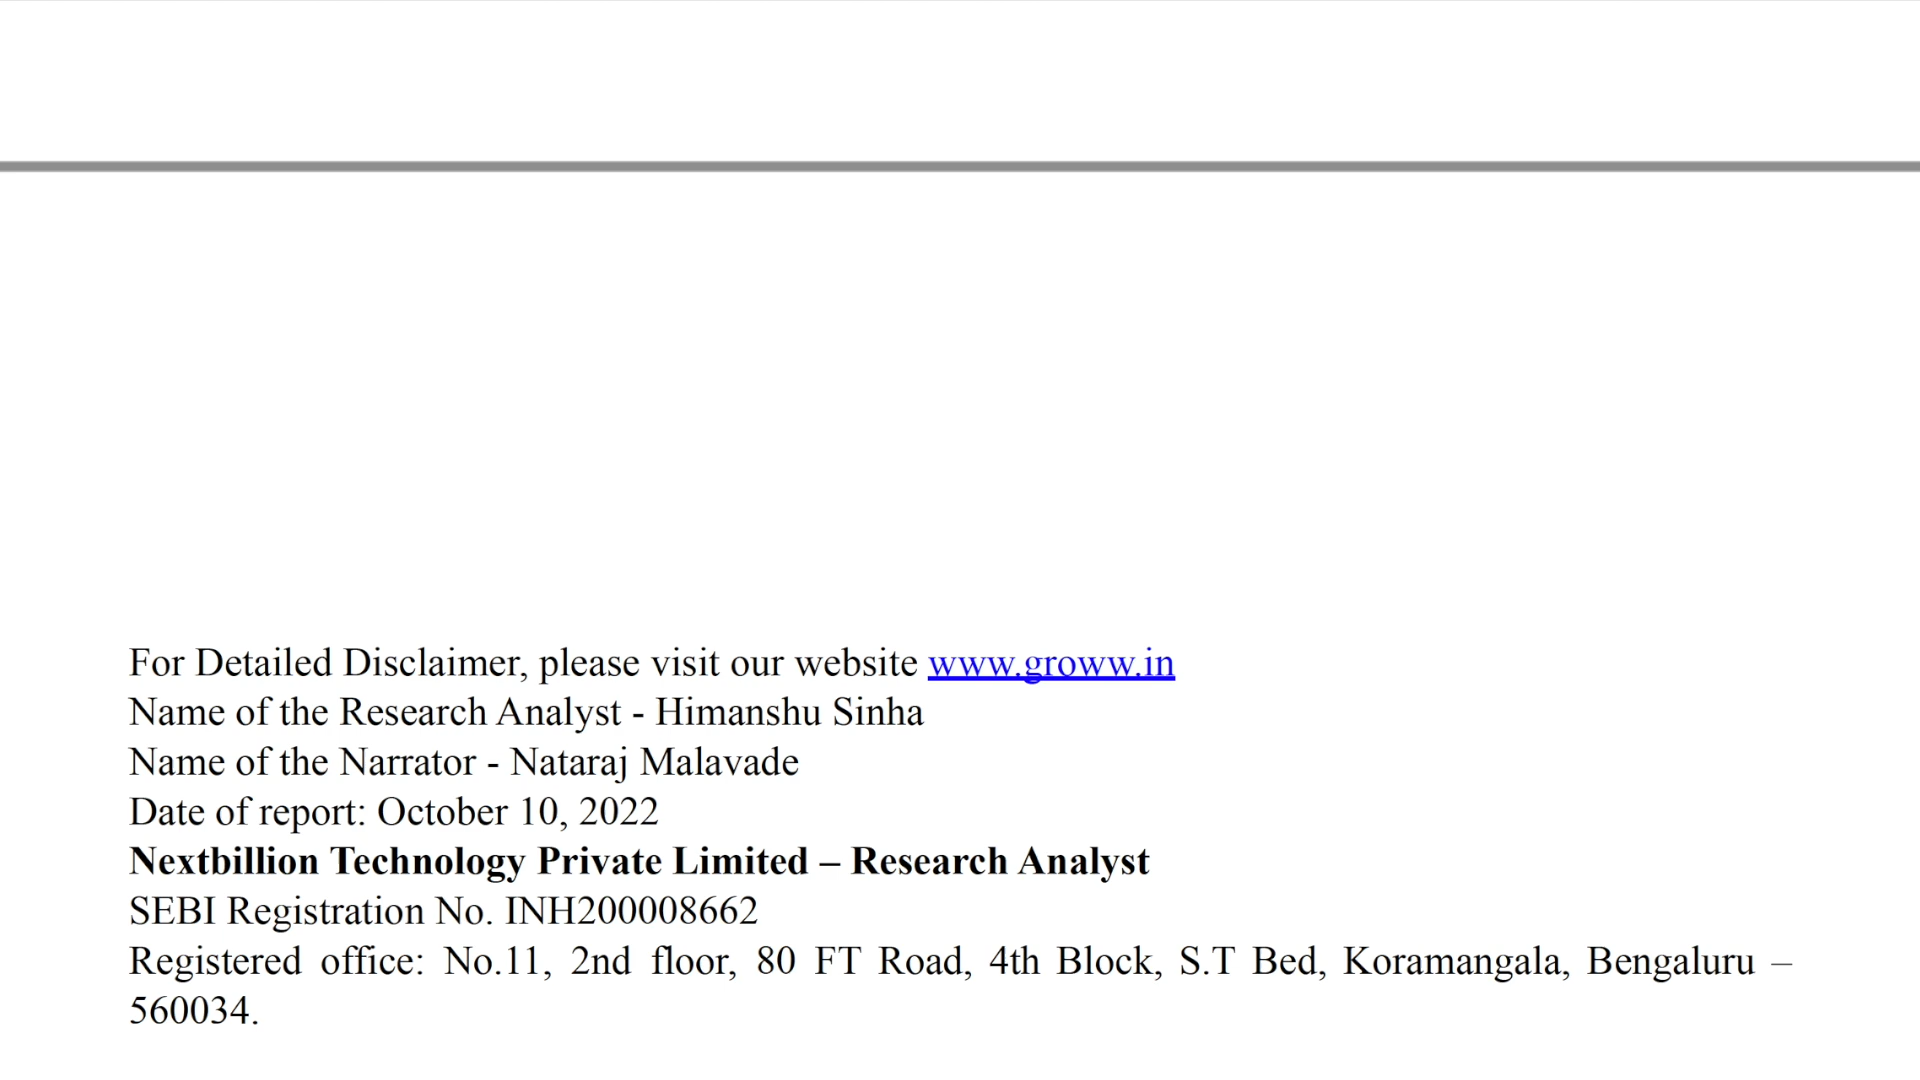 For Detailed Disclaimer, please visit our website www.groww.in
Name of the Research Analyst - Himanshu Sinha
Name of the Narrator - Nataraj Malavade
Date of report: October 10, 2022
Nextbillion Technology Private Limited – Research Analyst
SEBI Registration No. INH200008662
Registered office: No.11, 2nd floor, 80 FT Road, 4th Block, S.T Bed, Koramangala, Bengaluru –
560034.